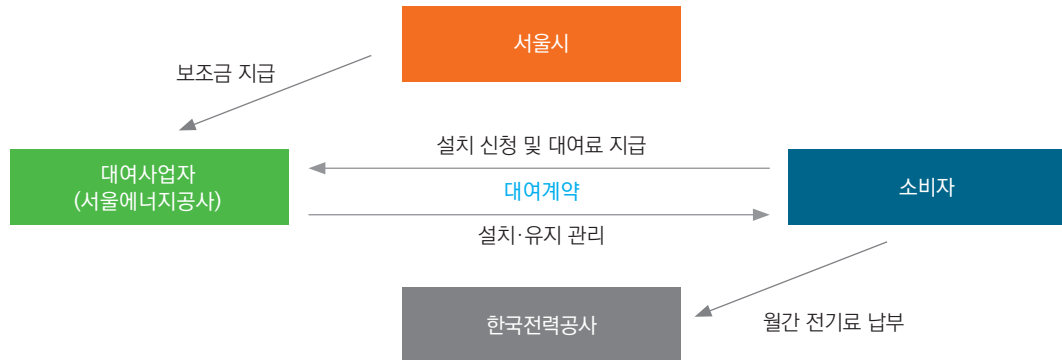 서울시
보조금 지급
설치 신청 및 대여료 지급
대여사업자
(서울에너지공사)
대여계약
소비자
설치·유지 관리
한국전력공사
월간 전기료 납부